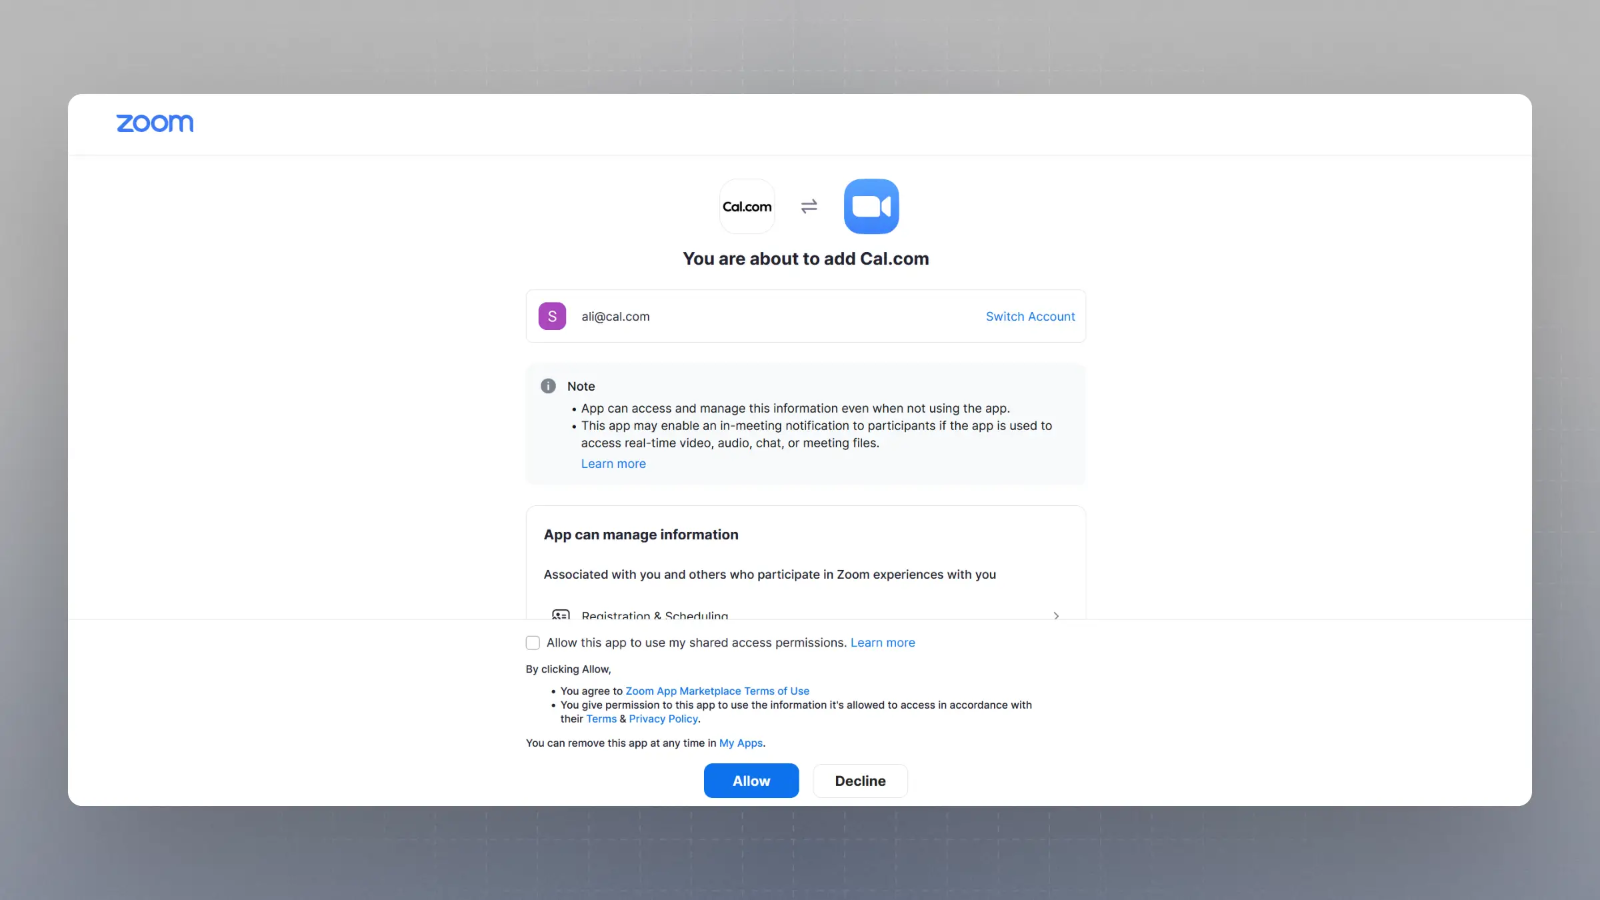 zoom
Cal.com
You are about to add Cal.com
S
ali@cal.com
Switch Account
Note
• App can access and manage this information even when not using the app.
• This app may enable an in-meeting notification to participants if the app is used to
access real-time video, audio, chat, or meeting files.
Learn more
App can manage information
Associated with you and others who participate in Zoom experiences with you
Registration & Scheduling
Allow this app to use my shared access permissions. Learn more
By clicking Allow,
• You agree to Zoom App Marketplace Terms of Use
• You give permission to this app to use the information it's allowed to access in accordance with
their Terms & Privacy Policy.
You can remove this app at any time in My Apps.
Allow
Decline